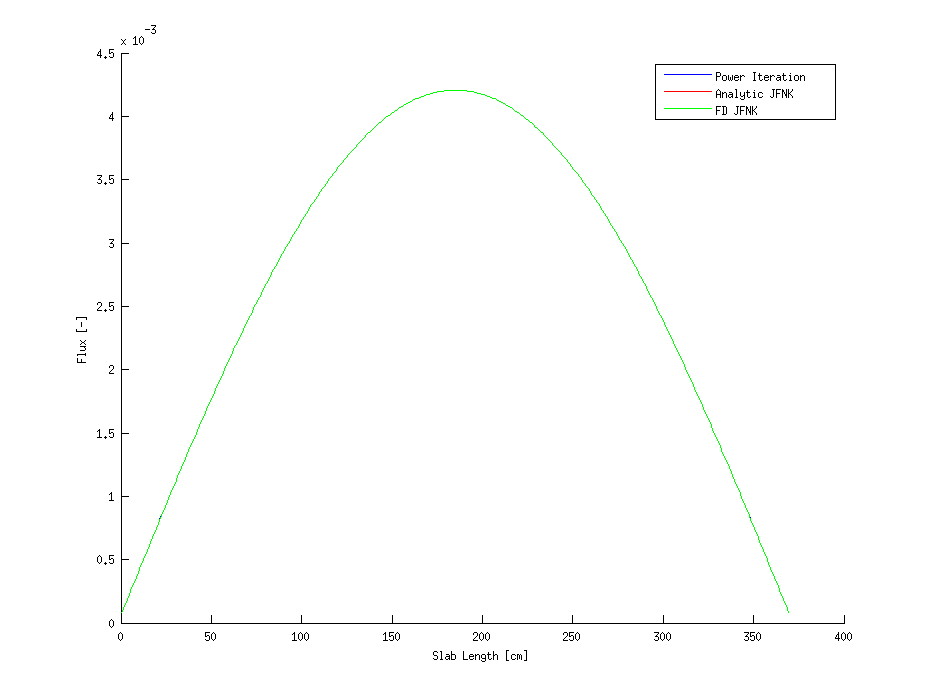 x 10-3
4.5
4
3.5
3
2.5
2
1.5
1
0.5
0
Flux [-]
Power Iteration
Analytic JFNK
FD JFNK
0 50 100 150 200 250 300 350 400
Slab Length [cm]